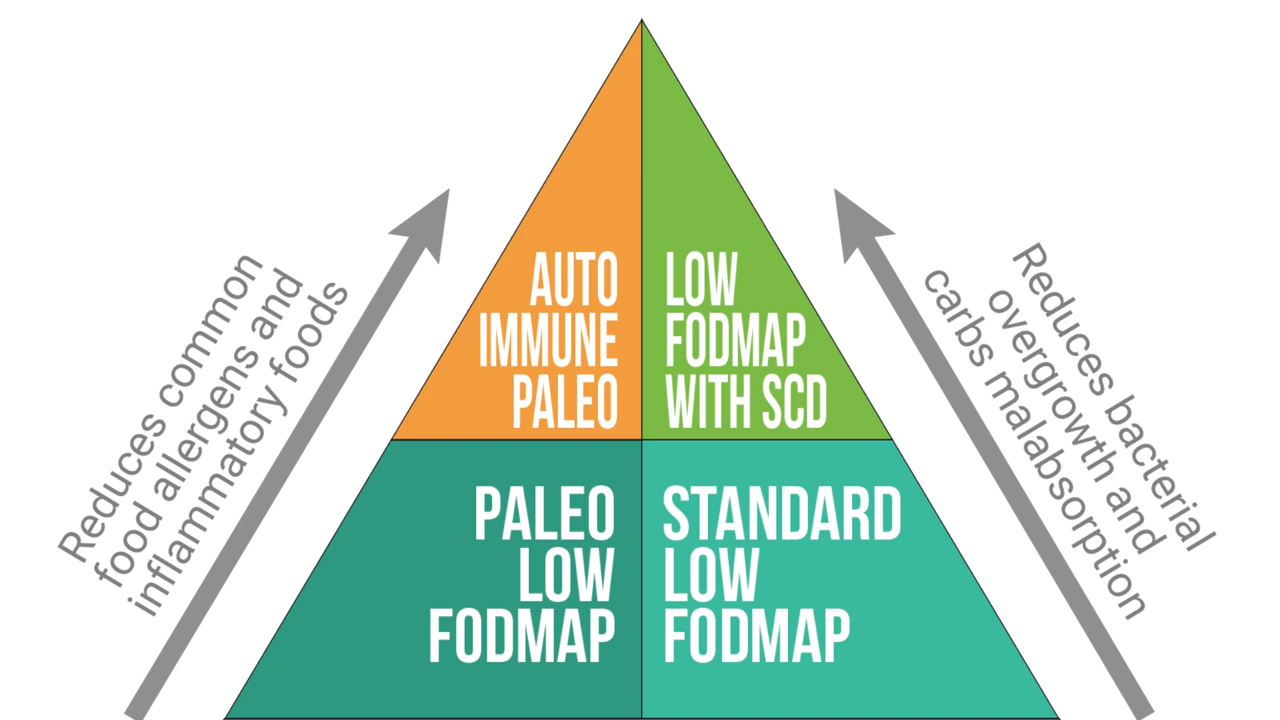 Reduces common
food allergens and
inflammatory foods
AUTO
IMMUNE
PALEO
LOW
FODMAP
WITH SCD
PALEO
LOW
FODMAP
STANDARD
LOW
FODMAP
Reduces bacterial
overgrowth and
carbs malabsorption